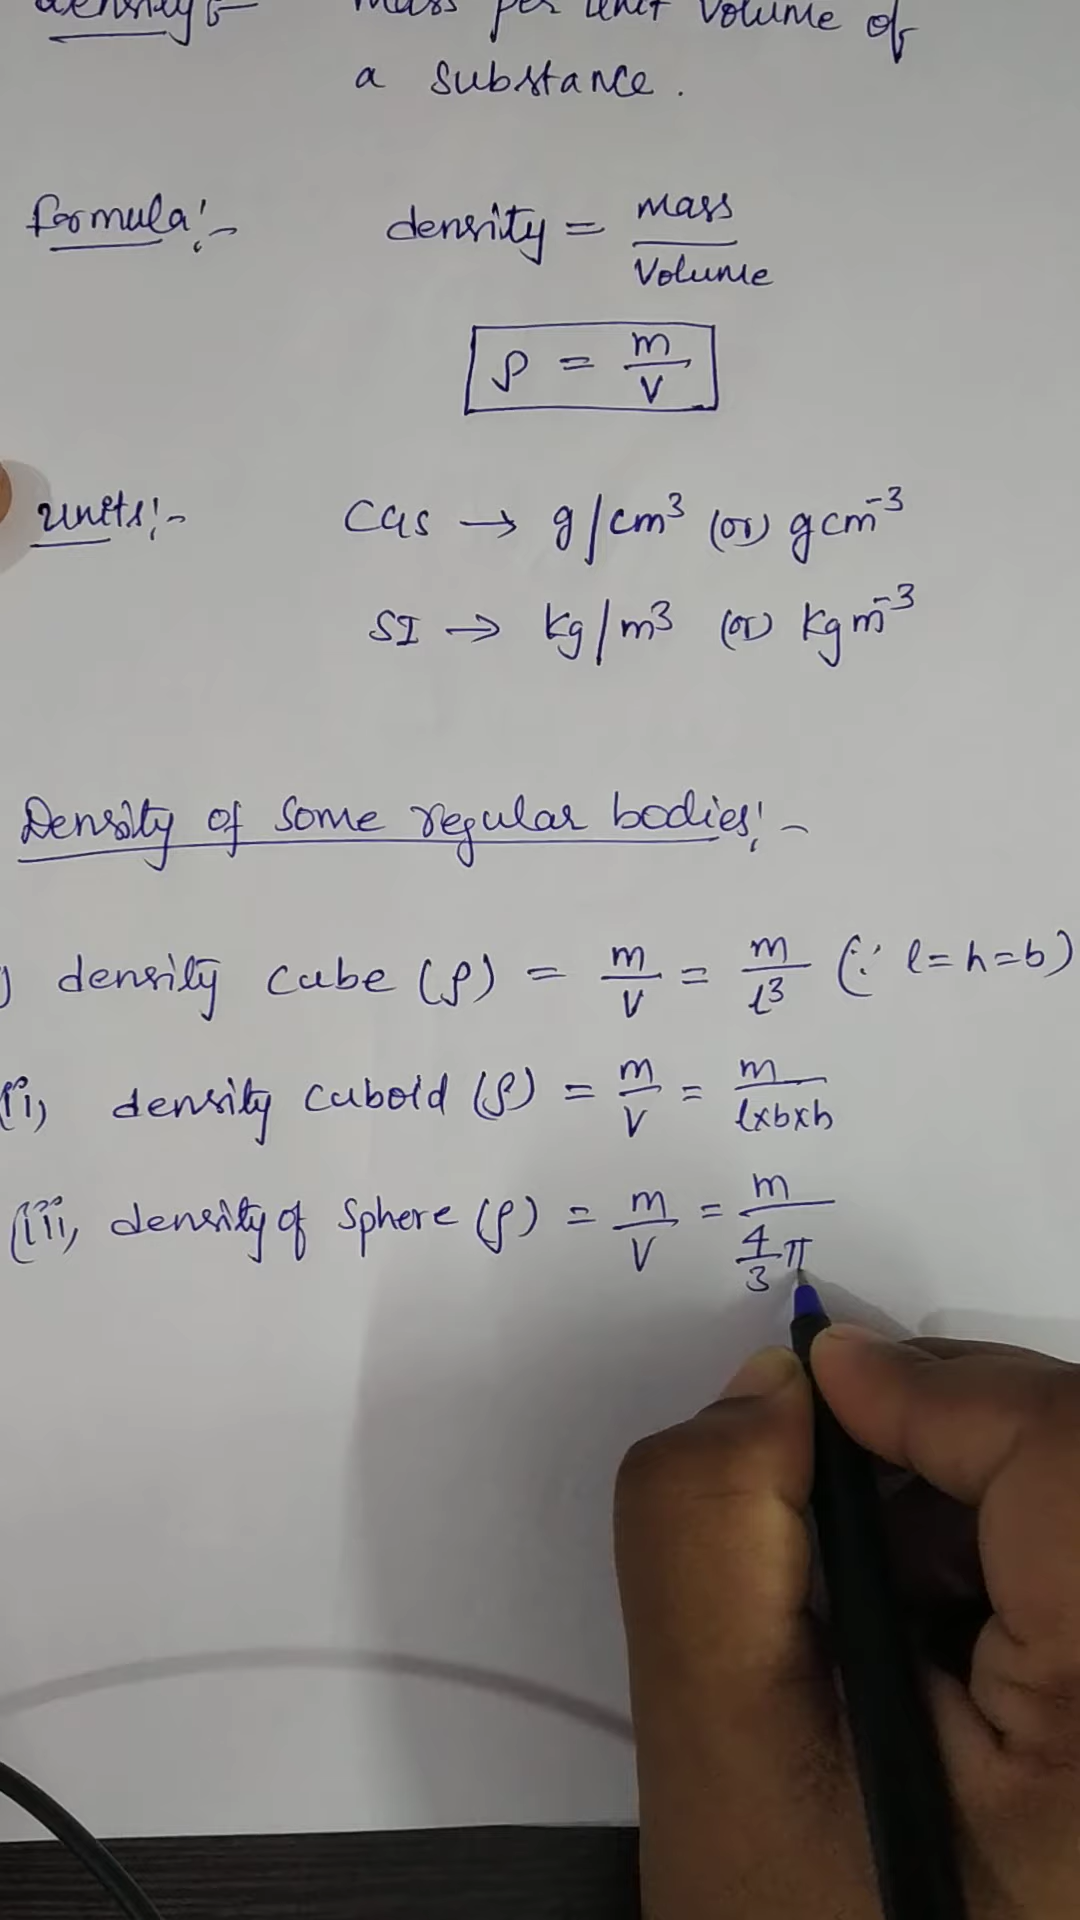 density:- mass per unit volume of
a substance.
formula:- density = mass/volume
ρ = m/v
units:- CGS → g/cm³ (or) gcm⁻³
SI → kg/m³ (or) kgm⁻³
Density of some regular bodies:-
) density cube (ρ) = m/v = m/l³ (∵ l=h=b)
(ii, density cuboid (ρ) = m/v = m/l×b×h
(iii, density of sphere (ρ) = m/v = m/4/3 π